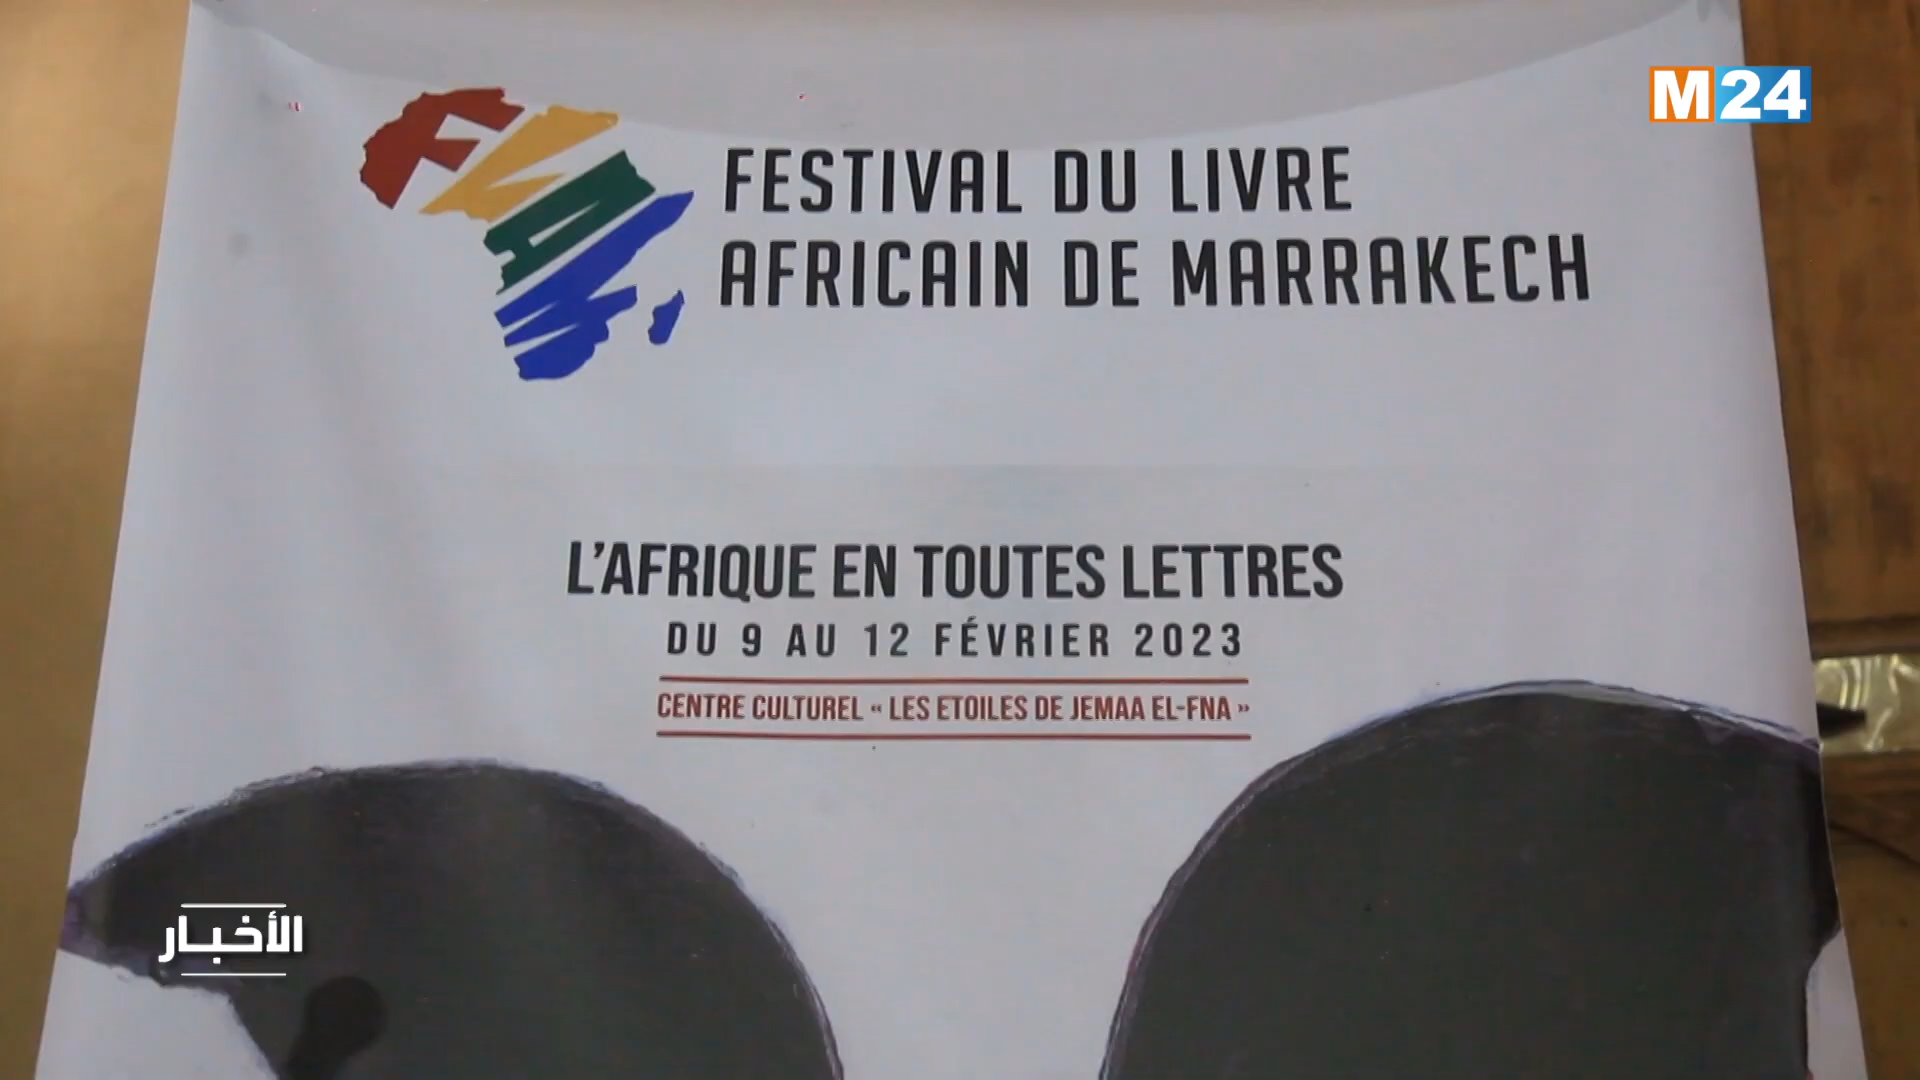 M24
FLAM
FESTIVAL DU LIVRE
AFRICAIN DE MARRAKECH
L'AFRIQUE EN TOUTES LETTRES
DU 9 AU 12 FÉVRIER 2023
CENTRE CULTUREL « LES ETOILES DE JEMAA EL-FNA »
الأخبار